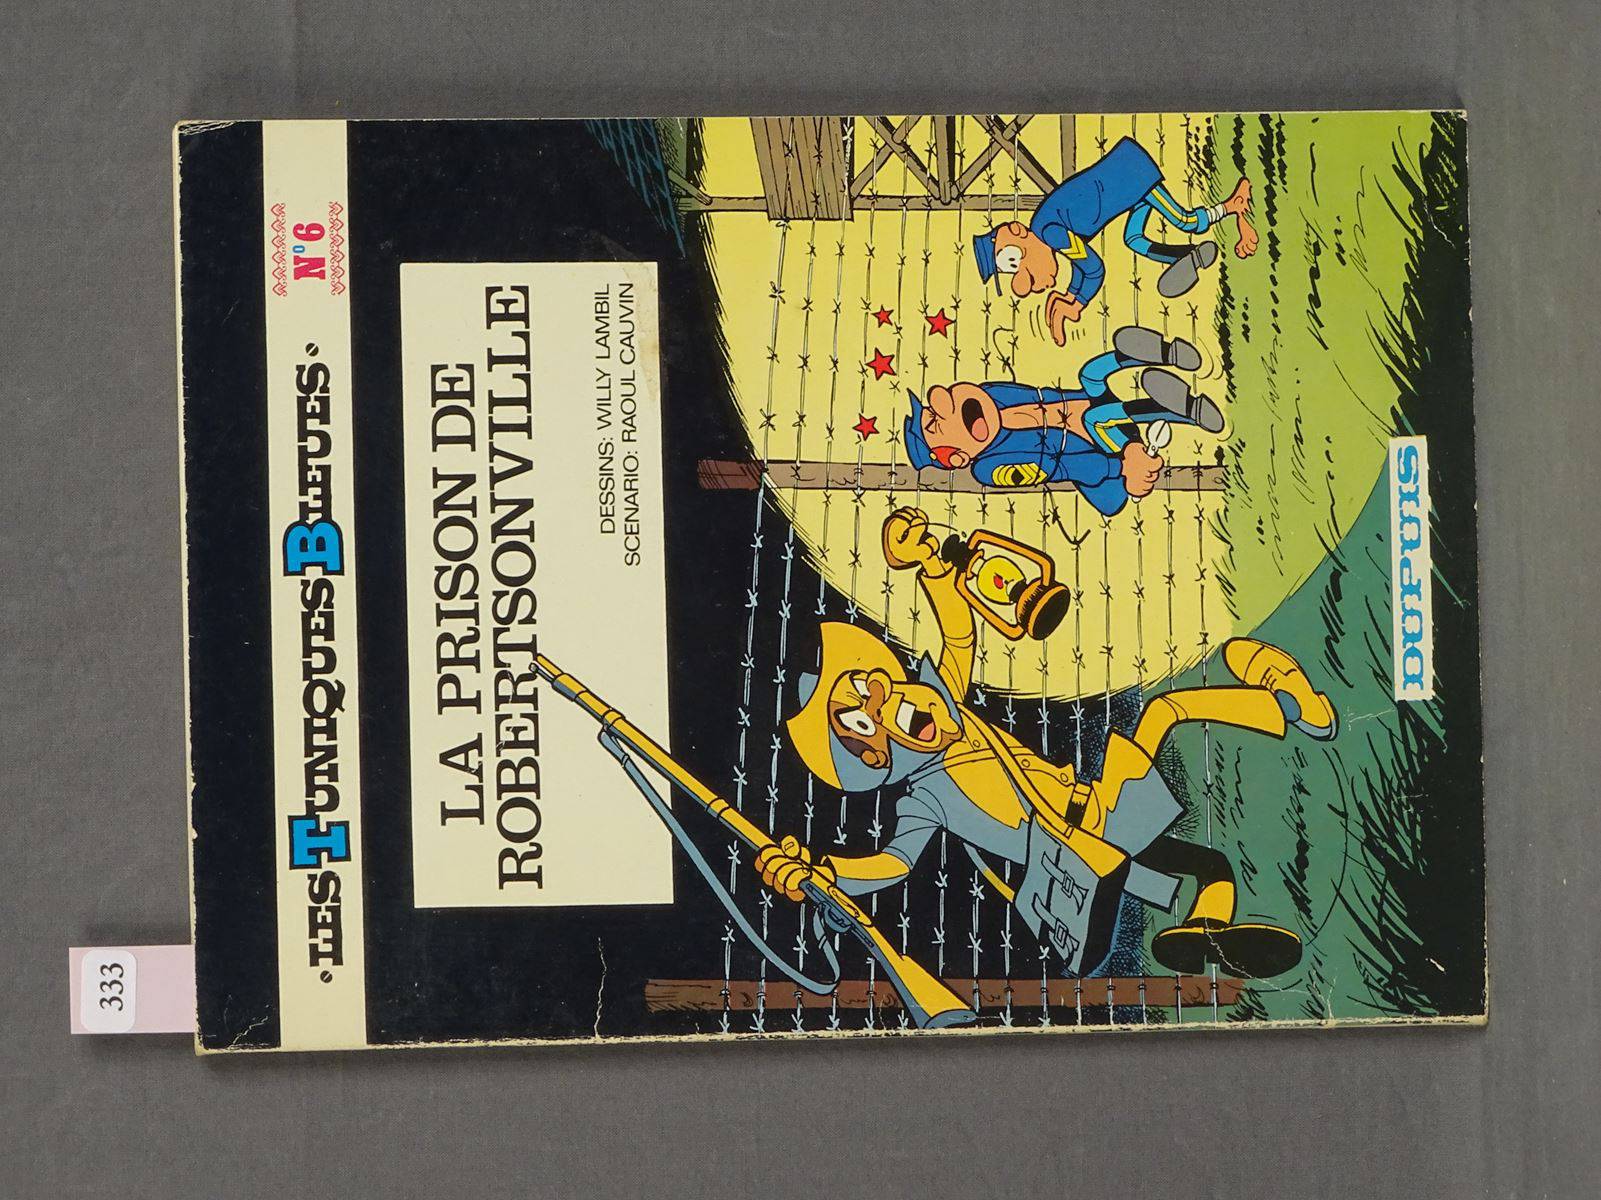 • LES TUNIQUES BLEUES •
N° 6
LA PRISON DE
ROBERTSONVILLE
DESSINS: WILLY LAMBIL
SCENARIO: RAOUL CAUVIN
DUPUIS
333